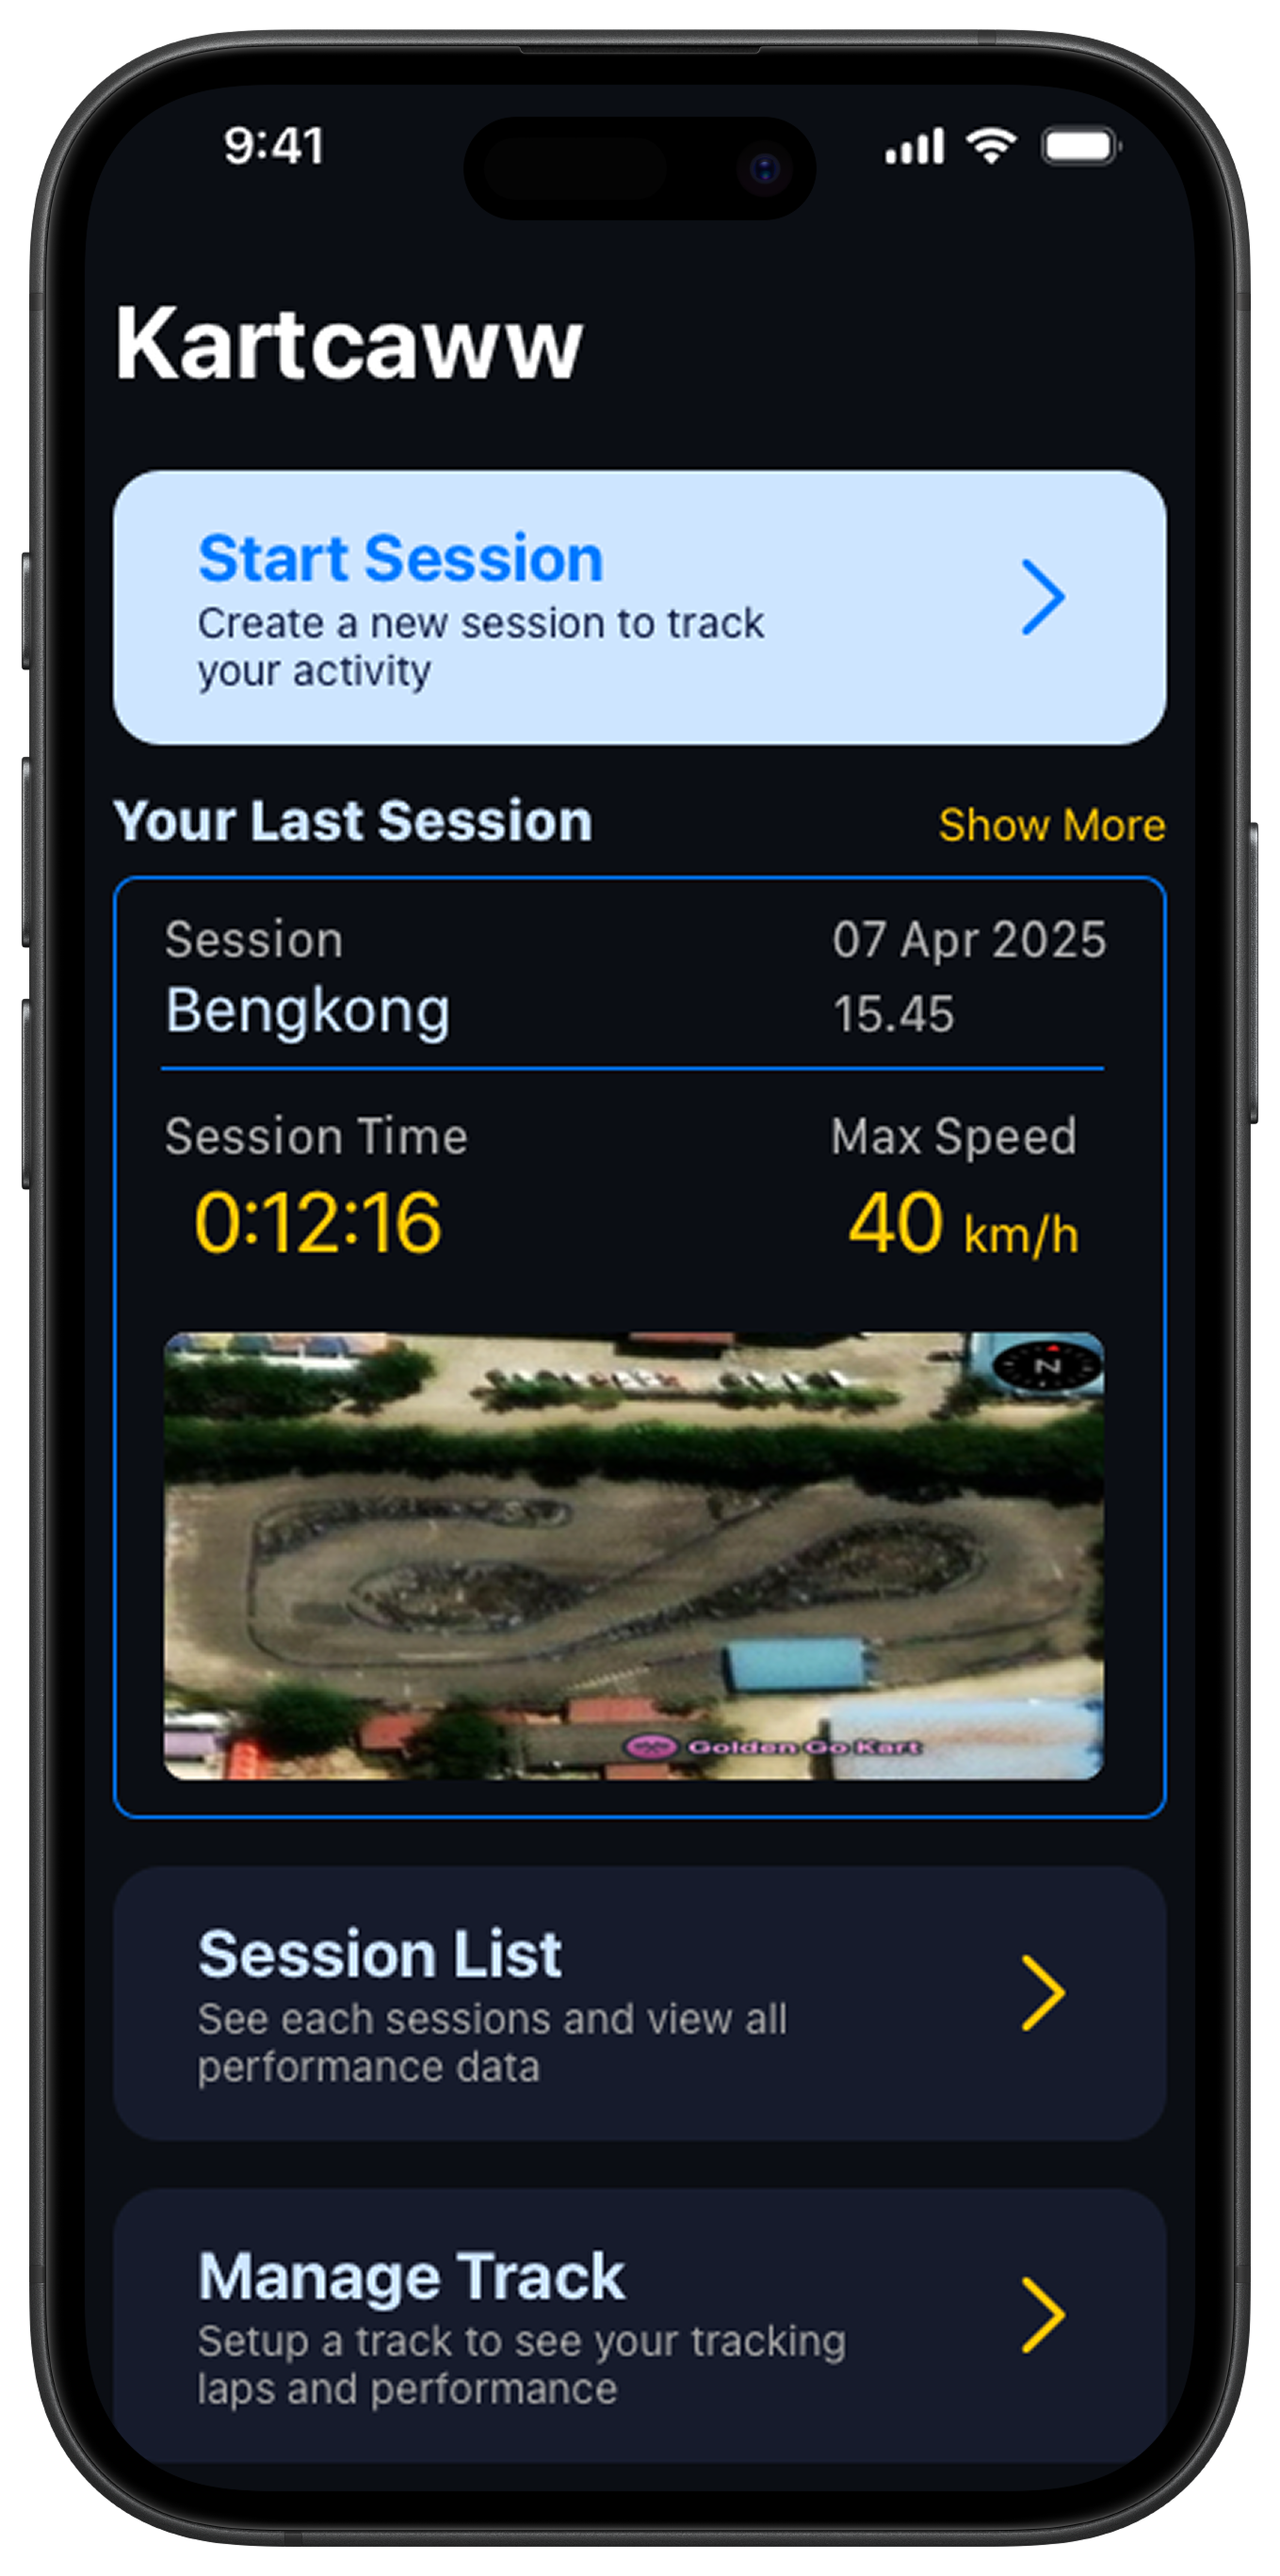 9:41
Kartcaww
Start Session
Create a new session to track
your activity
Your Last Session
Show More
Session
07 Apr 2025
Bengkong
15.45
Session Time
Max Speed
0:12:16
40 km/h
N
Golden Go Kart
Session List
See each sessions and view all
performance data
Manage Track
Setup a track to see your tracking
laps and performance